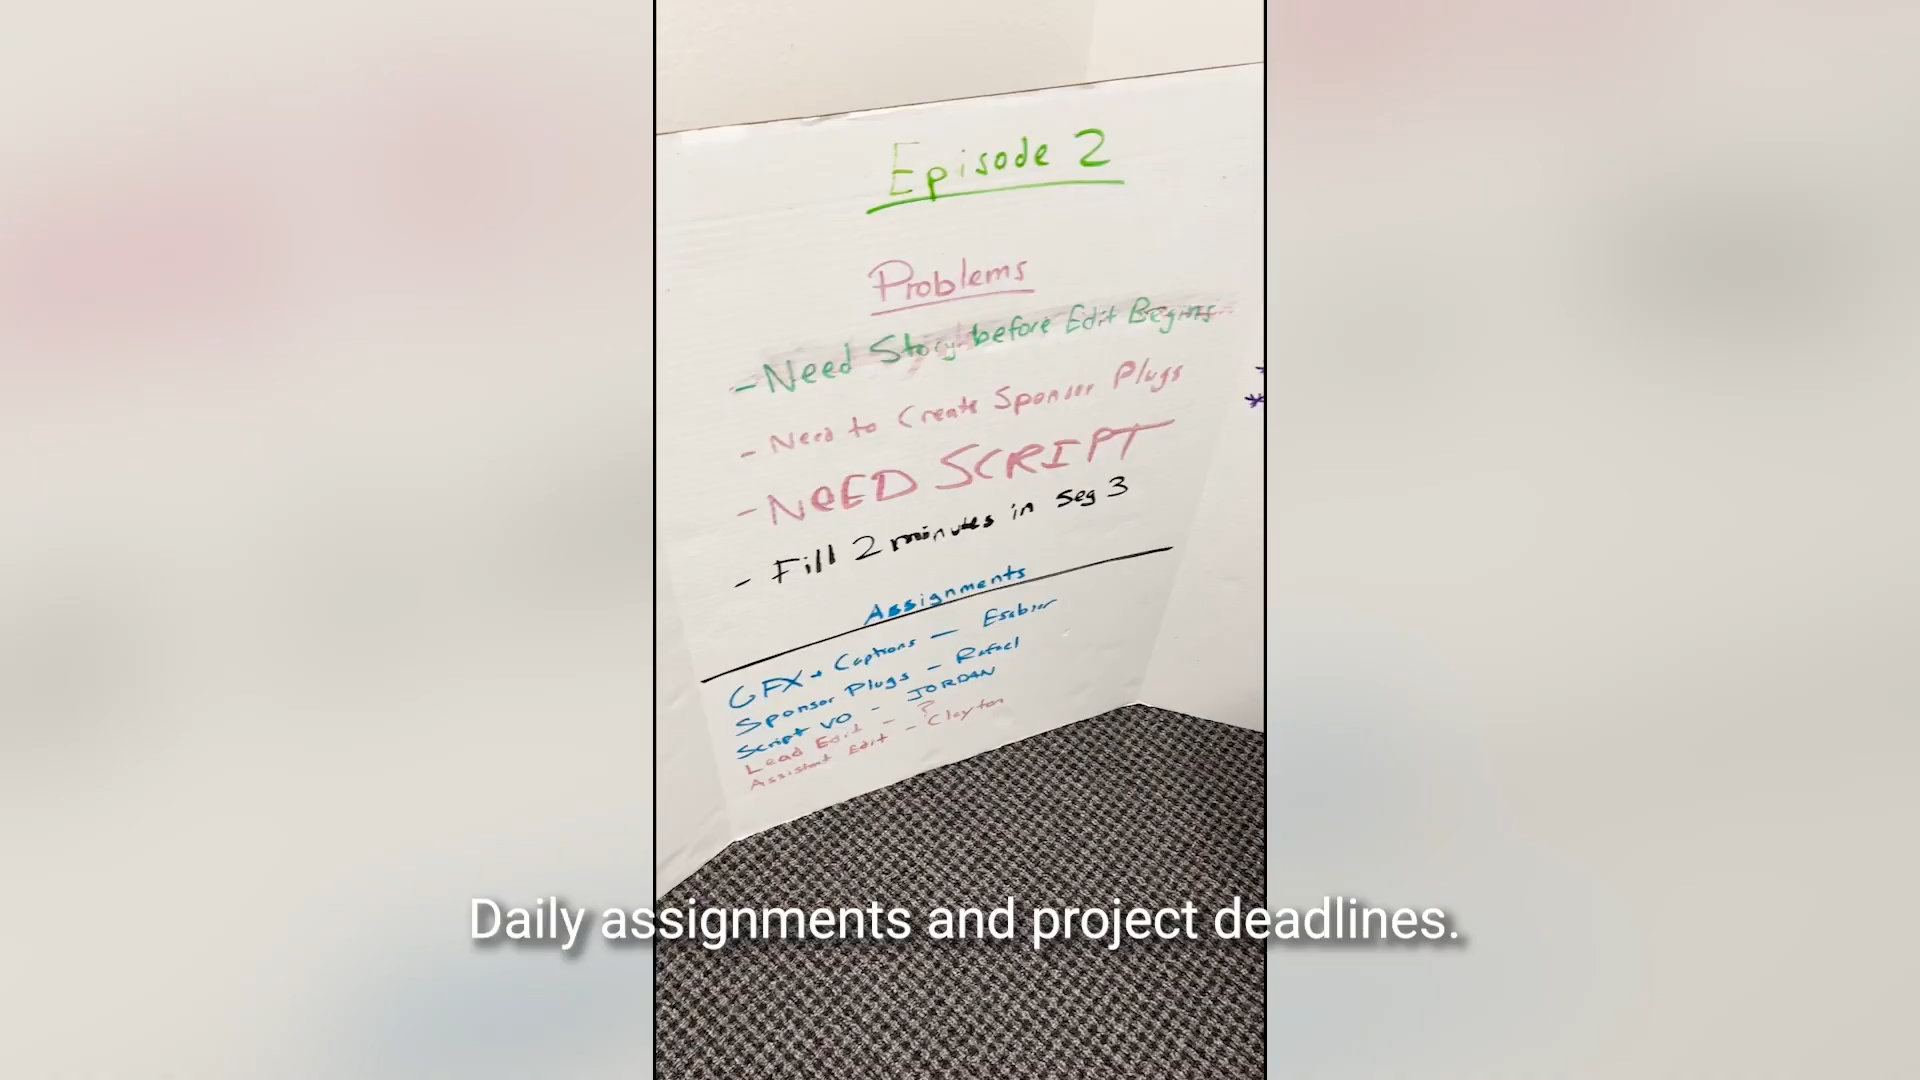 Episode 2
Problems
- Need Story before Edit Begins
- Need to Create Sponsor Plugs
- NEED SCRIPT
- Fill 2 minutes in Seg 3
Assignments
GFX + Captions -
Sponsor Plugs - Rafael
Script VO - JORDAN
Lead Edit - ?
Assistant Edit - Clayton
Daily assignments and project deadlines.